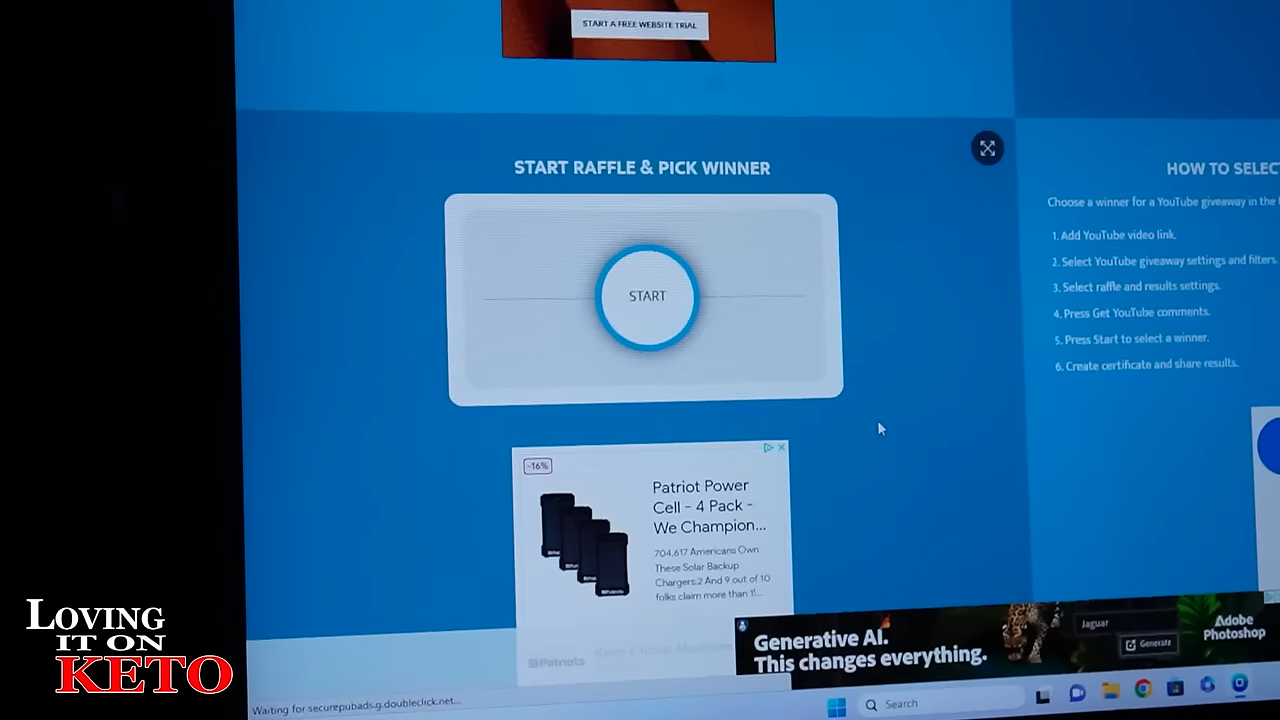 START A FREE WEBSITE TRIAL
START RAFFLE & PICK WINNER
START
HOW TO SELEC
Choose a winner for a YouTube giveaway in the
1. Add YouTube video link.
2. Select YouTube giveaway settings and filters.
3. Select raffle and results settings.
4. Press Get YouTube comments.
5. Press Start to select a winner.
6. Create certificate and share results.
-16%
Patriot Power
Cell - 4 Pack -
We Champion...
704,617 Americans Own
These Solar Backup
Chargers.2 And 9 out of 10
folks claim more than 1!...
4Patriots
Generative AI.
This changes everything.
Jaguar
Generate
Adobe
Photoshop
LOVING
IT ON
KETO
Waiting for securepubads.g.doubleclick.net...
Search